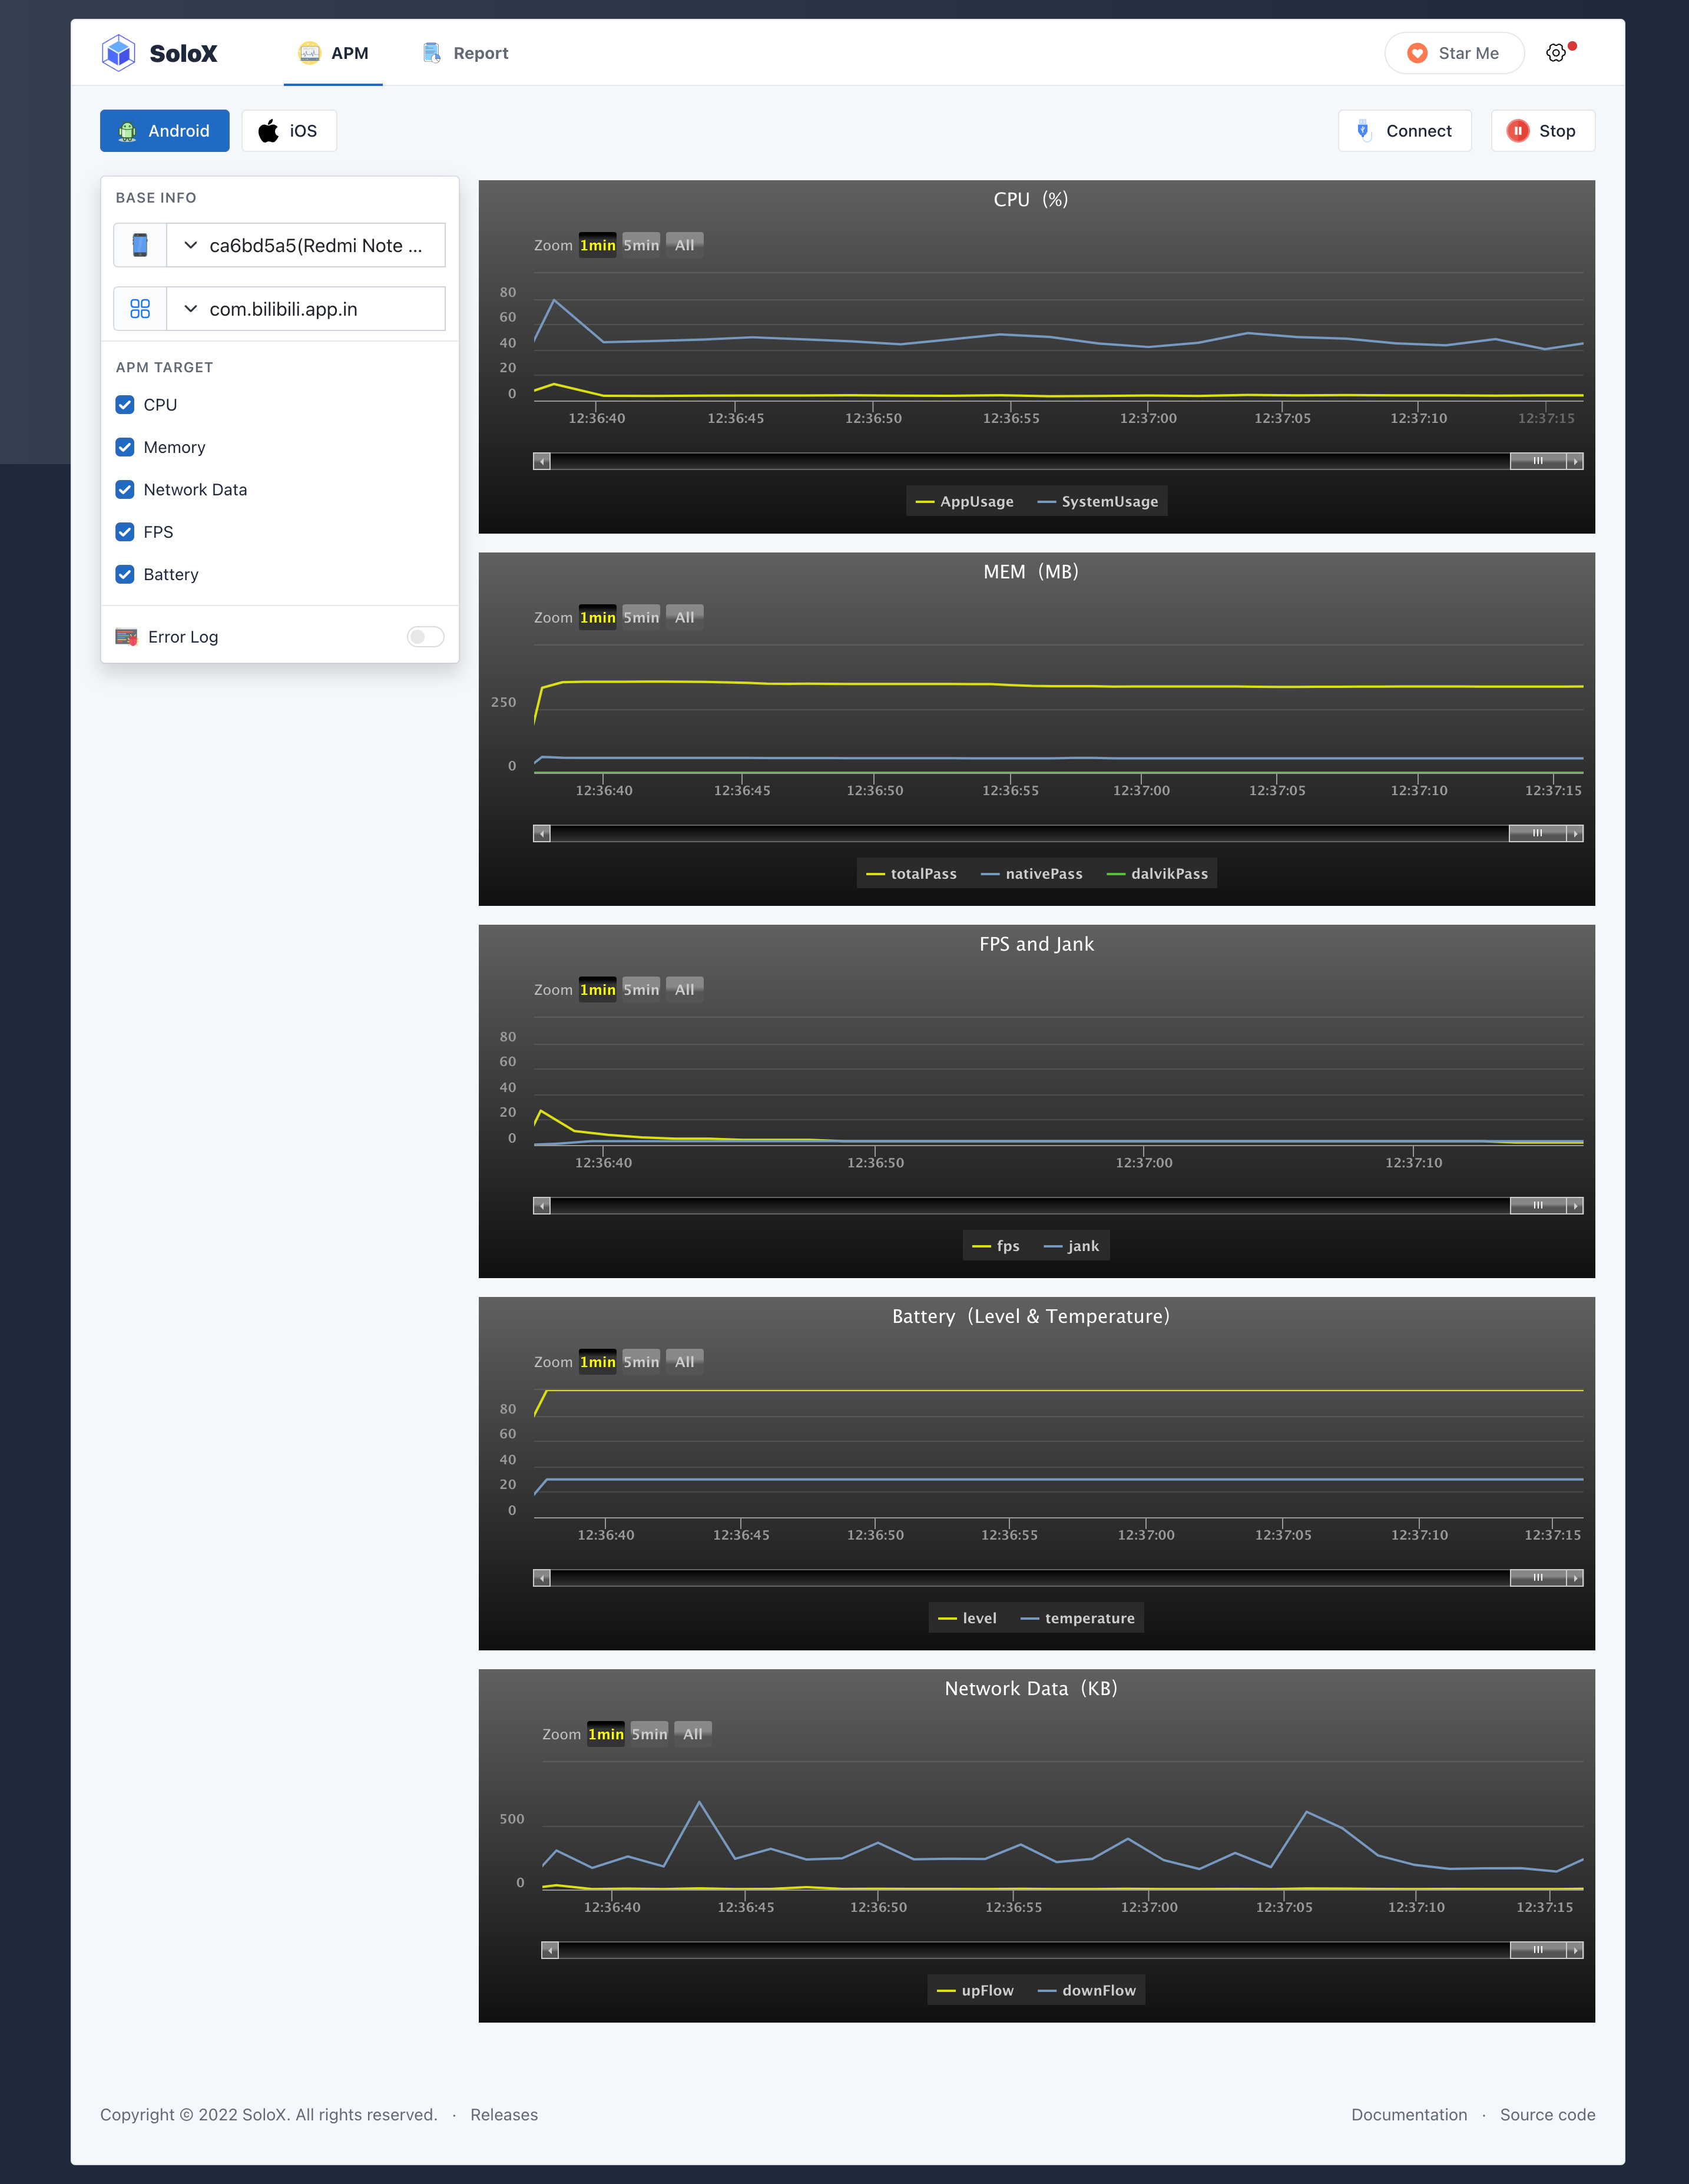 SoloX APM Report Star Me
Android iOS Connect Stop
BASE INFO
ca6bd5a5(Redmi Note ...
com.bilibili.app.in
APM TARGET
CPU
Memory
Network Data
FPS
Battery
Error Log
CPU (%)
Zoom 1min 5min All
80
60
40
20
0
12:36:40 12:36:45 12:36:50 12:36:55 12:37:00 12:37:05 12:37:10 12:37:15
AppUsage SystemUsage
MEM (MB)
Zoom 1min 5min All
250
0
12:36:40 12:36:45 12:36:50 12:36:55 12:37:00 12:37:05 12:37:10 12:37:15
totalPass nativePass dalvikPass
FPS and Jank
Zoom 1min 5min All
80
60
40
20
0
12:36:40 12:36:50 12:37:00 12:37:10
fps jank
Battery (Level & Temperature)
Zoom 1min 5min All
80
60
40
20
0
12:36:40 12:36:45 12:36:50 12:36:55 12:37:00 12:37:05 12:37:10 12:37:15
level temperature
Network Data (KB)
Zoom 1min 5min All
500
0
12:36:40 12:36:45 12:36:50 12:36:55 12:37:00 12:37:05 12:37:10 12:37:15
upFlow downFlow
Copyright © 2022 SoloX. All rights reserved. · Releases Documentation · Source code